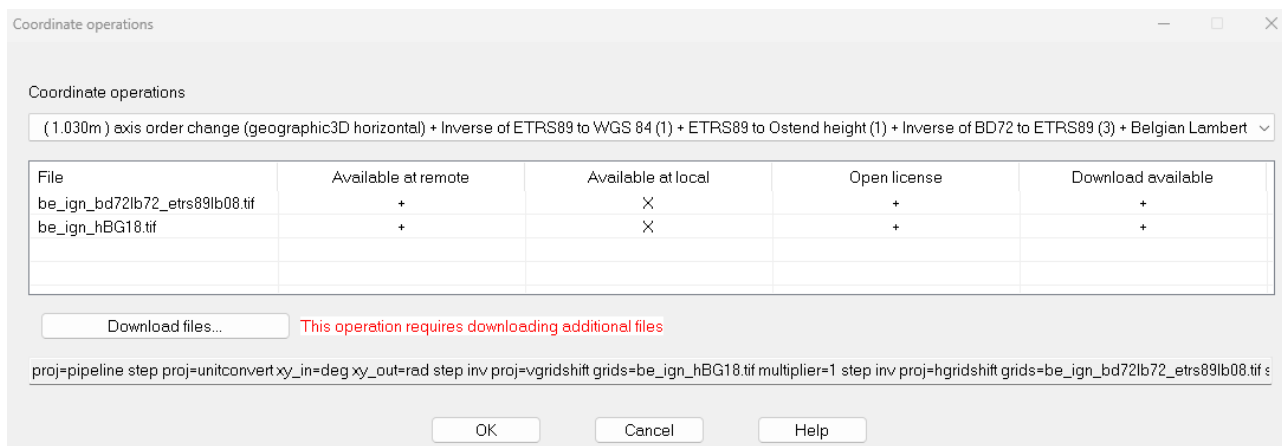 Coordinate operations
Coordinate operations
( 1.030m ) axis order change (geographic3D horizontal) + Inverse of ETRS89 to WGS 84 (1) + ETRS89 to Ostend height (1) + Inverse of BD72 to ETRS89 (3) + Belgian Lambert
File Available at remote Available at local Open license Download available
be_ign_bd72lb72_etrs89lb08.tif + X + +
be_ign_hBG18.tif + X + +
Download files... This operation requires downloading additional files
proj=pipeline step proj=unitconvert xy_in=deg xy_out=rad step inv proj=vgridshift grids=be_ign_hBG18.tif multiplier=1 step inv proj=hgridshift grids=be_ign_bd72lb72_etrs89lb08.tif s
OK Cancel Help